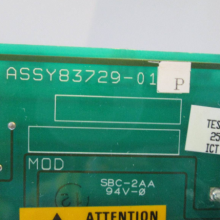 ASSY83729-01 P
TES
25
ICT
MOD
SBC-2AA
94V-0
ATTENTION